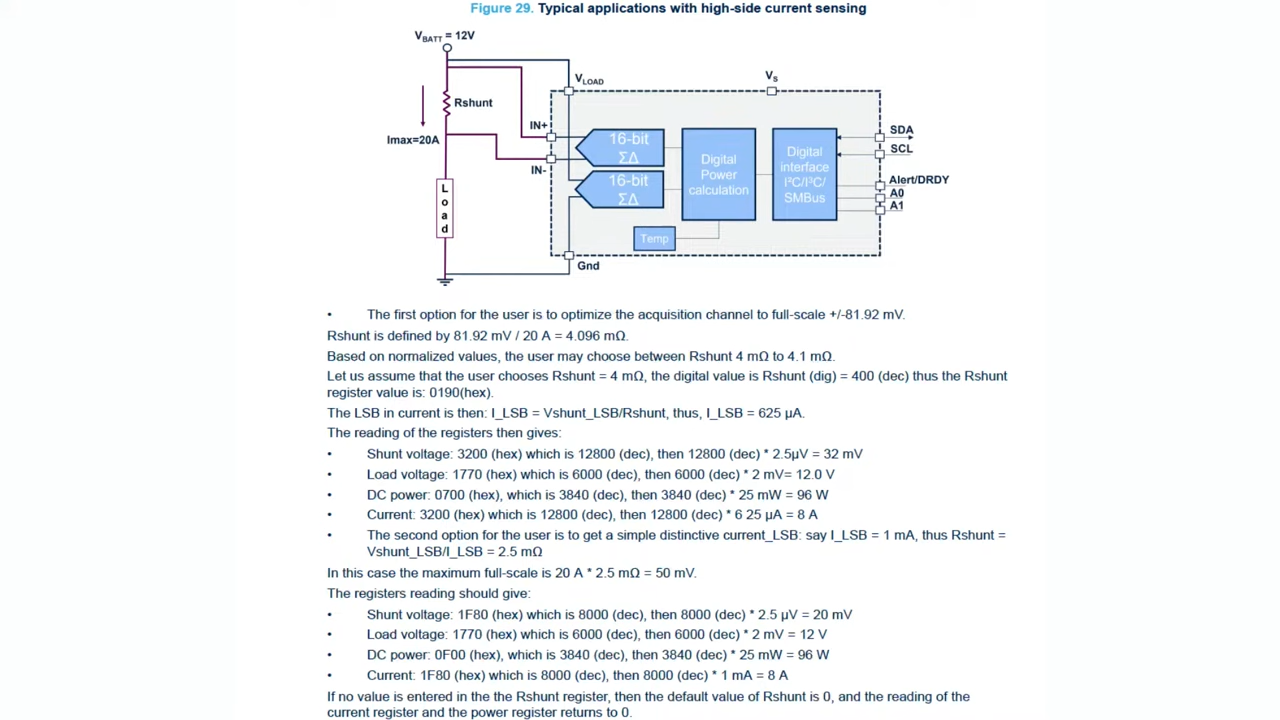 Figure 29. Typical applications with high-side current sensing
VBATT = 12V
VLOAD
VS
Rshunt
IN+
Imax=20A
IN-
16-bit
ΣΔ
16-bit
ΣΔ
Digital
Power
calculation
Digital
interface
I²C/I³C/
SMBus
SDA
SCL
Alert/DRDY
A0
A1
Load
Temp
Gnd
• The first option for the user is to optimize the acquisition channel to full-scale +/-81.92 mV.
Rshunt is defined by 81.92 mV / 20 A = 4.096 mΩ.
Based on normalized values, the user may choose between Rshunt 4 mΩ to 4.1 mΩ.
Let us assume that the user chooses Rshunt = 4 mΩ, the digital value is Rshunt (dig) = 400 (dec) thus the Rshunt
register value is: 0190(hex).
The LSB in current is then: I_LSB = Vshunt_LSB/Rshunt, thus, I_LSB = 625 µA.
The reading of the registers then gives:
• Shunt voltage: 3200 (hex) which is 12800 (dec), then 12800 (dec) * 2.5µV = 32 mV
• Load voltage: 1770 (hex) which is 6000 (dec), then 6000 (dec) * 2 mV= 12.0 V
• DC power: 0700 (hex), which is 3840 (dec), then 3840 (dec) * 25 mW = 96 W
• Current: 3200 (hex) which is 12800 (dec), then 12800 (dec) * 6 25 µA = 8 A
• The second option for the user is to get a simple distinctive current_LSB: say I_LSB = 1 mA, thus Rshunt =
Vshunt_LSB/I_LSB = 2.5 mΩ
In this case the maximum full-scale is 20 A * 2.5 mΩ = 50 mV.
The registers reading should give:
• Shunt voltage: 1F80 (hex) which is 8000 (dec), then 8000 (dec) * 2.5 µV = 20 mV
• Load voltage: 1770 (hex) which is 6000 (dec), then 6000 (dec) * 2 mV = 12 V
• DC power: 0F00 (hex), which is 3840 (dec), then 3840 (dec) * 25 mW = 96 W
• Current: 1F80 (hex) which is 8000 (dec), then 8000 (dec) * 1 mA = 8 A
If no value is entered in the the Rshunt register, then the default value of Rshunt is 0, and the reading of the
current register and the power register returns to 0.